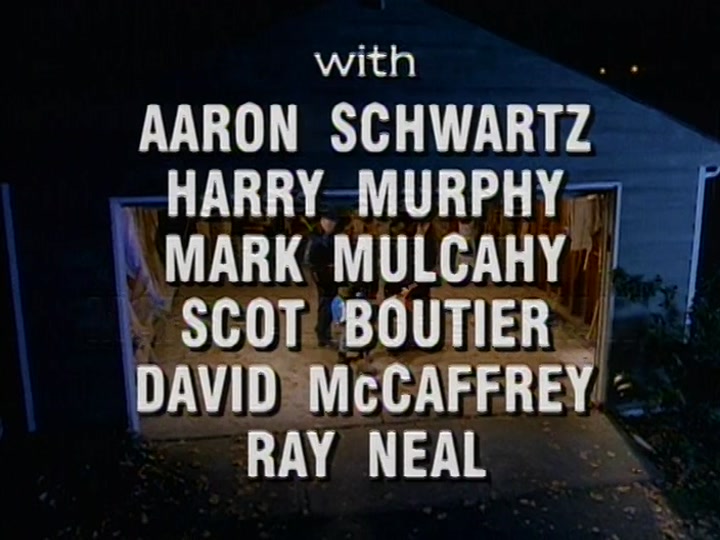 with
AARON SCHWARTZ
HARRY MURPHY
MARK MULCAHY
SCOT BOUTIER
DAVID McCAFFREY
RAY NEAL